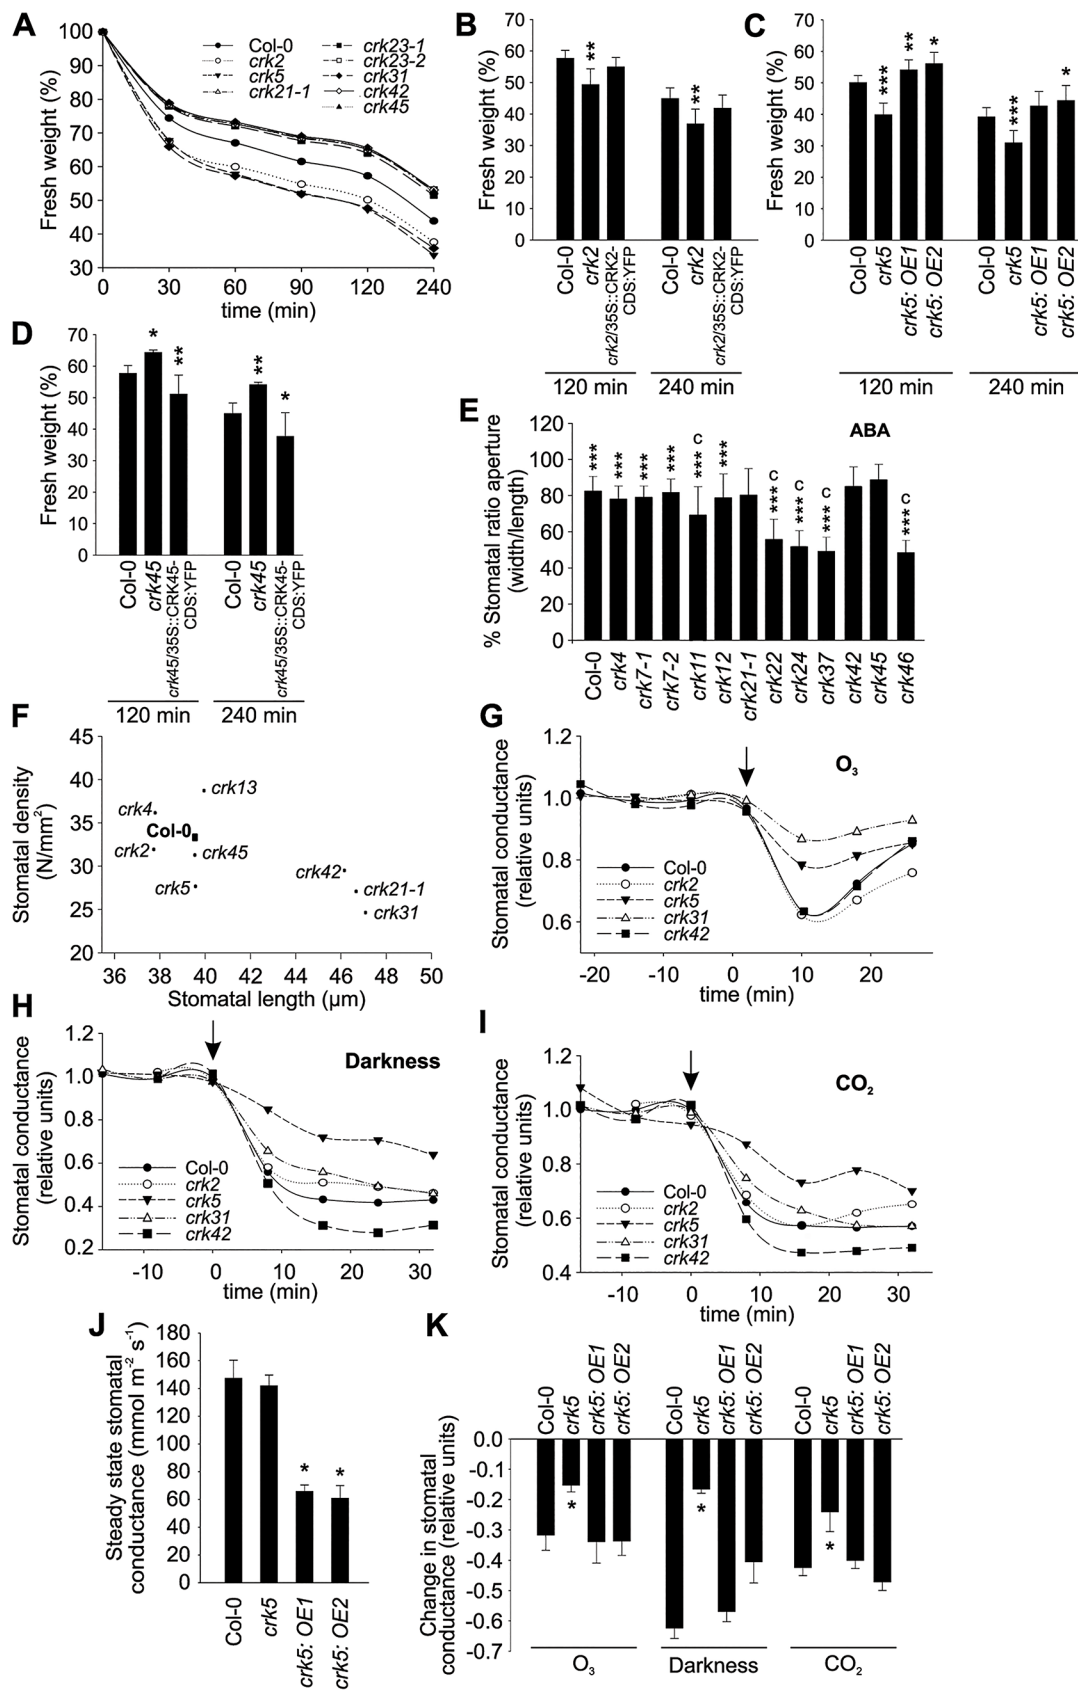 A
Fresh weight (%)
100
90
80
70
60
50
40
30
0 30 60 90 120 240
time (min)
Col-0
crk2
crk5
crk21-1
crk23-1
crk23-2
crk31
crk42
crk45
B
Fresh weight (%)
70
60
50
40
30
20
10
0
**
**
Col-0
crk2
crk2/35S::CRK2-
CDS:YFP
Col-0
crk2
crk2/35S::CRK2-
CDS:YFP
120 min 240 min
C
Fresh weight (%)
70
60
50
40
30
20
10
0
***
**
*
***
*
Col-0
crk5
crk5: OE1
crk5: OE2
Col-0
crk5
crk5: OE1
crk5: OE2
120 min 240 min
D
Fresh weight (%)
70
60
50
40
30
20
10
0
*
**
**
*
Col-0
crk45
crk45/35S::CRK45-
CDS:YFP
Col-0
crk45
crk45/35S::CRK45-
CDS:YFP
120 min 240 min
E
ABA
% Stomatal ratio aperture
(width/length)
120
100
80
60
40
20
0
***
***
***
***
*** c
***
*** c
*** c
*** c
*** c
Col-0
crk4
crk7-1
crk7-2
crk11
crk12
crk21-1
crk22
crk24
crk37
crk42
crk45
crk46
F
Stomatal density
(N/mm²)
45
40
35
30
25
20
crk13
crk4
Col-0
crk2
crk45
crk5
crk42
crk21-1
crk31
36 38 40 42 44 46 48 50
Stomatal length (µm)
G
O₃
Stomatal conductance
(relative units)
1.2
1.0
0.8
0.6
Col-0
crk2
crk5
crk31
crk42
-20 -10 0 10 20
time (min)
H
Darkness
Stomatal conductance
(relative units)
1.2
1.0
0.8
0.6
0.4
0.2
Col-0
crk2
crk5
crk31
crk42
-10 0 10 20 30
time (min)
I
CO₂
Stomatal conductance
(relative units)
1.2
1.0
0.8
0.6
0.4
Col-0
crk2
crk5
crk31
crk42
-10 0 10 20 30
time (min)
J
Steady state stomatal
conductance (mmol m⁻² s⁻¹)
180
160
140
120
100
80
60
40
20
0
*
*
Col-0
crk5
crk5: OE1
crk5: OE2
K
Change in stomatal
conductance (relative units)
Col-0
crk5
crk5: OE1
crk5: OE2
Col-0
crk5
crk5: OE1
crk5: OE2
Col-0
crk5
crk5: OE1
crk5: OE2
0.0
-0.1
-0.2
-0.3
-0.4
-0.5
-0.6
-0.7
*
*
*
O₃ Darkness CO₂